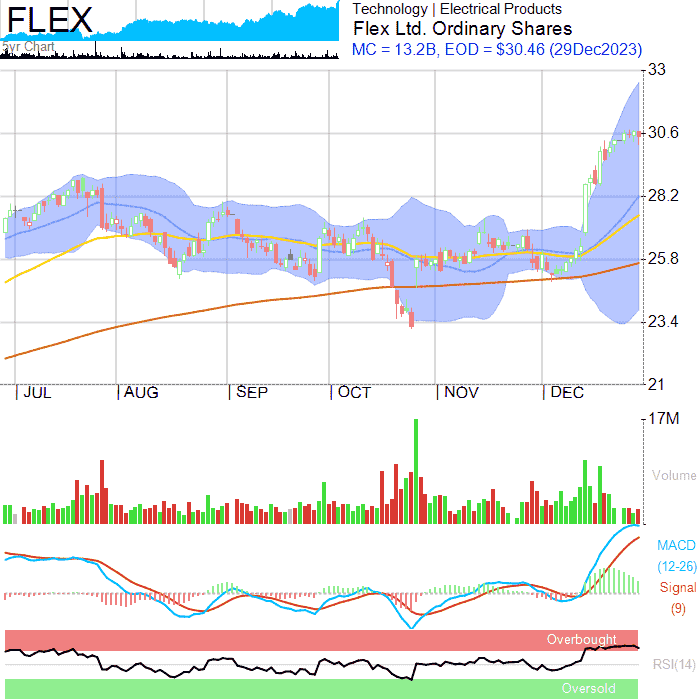 FLEX
5yr Chart
Technology | Electrical Products
Flex Ltd. Ordinary Shares
MC = 13.2B, EOD = $30.46 (29Dec2023)
33
30.6
28.2
25.8
23.4
21
JUL AUG SEP OCT NOV DEC
17M
Volume
MACD
(12-26)
Signal
(9)
Overbought
RSI(14)
Oversold